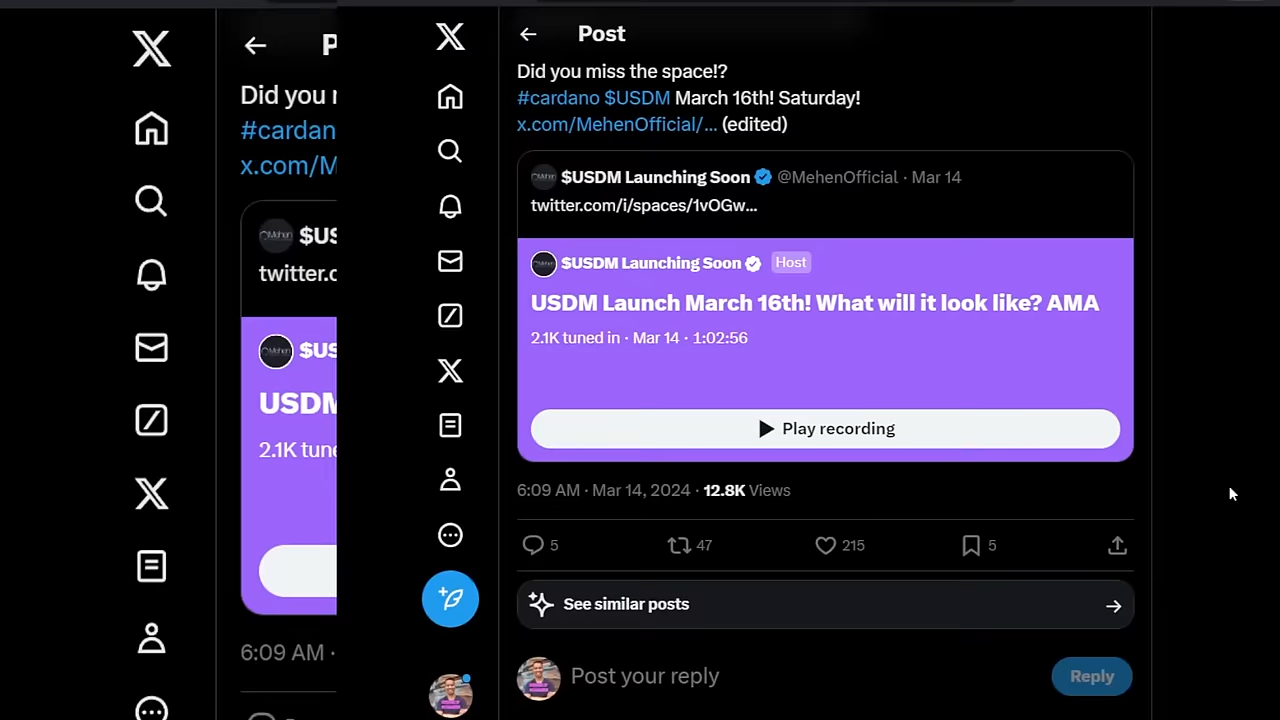 P
Did you r
#cardan
x.com/M
$US
twitter.c
$US
USDM
2.1K tune
6:09 AM ·
Post
Did you miss the space!?
#cardano $USDM March 16th! Saturday!
x.com/MehenOfficial/... (edited)
$USDM Launching Soon @MehenOfficial · Mar 14
twitter.com/i/spaces/1vOGw...
$USDM Launching Soon Host
USDM Launch March 16th! What will it look like? AMA
2.1K tuned in · Mar 14 · 1:02:56
Play recording
6:09 AM · Mar 14, 2024 · 12.8K Views
5 47 215 5
See similar posts
Post your reply
Reply